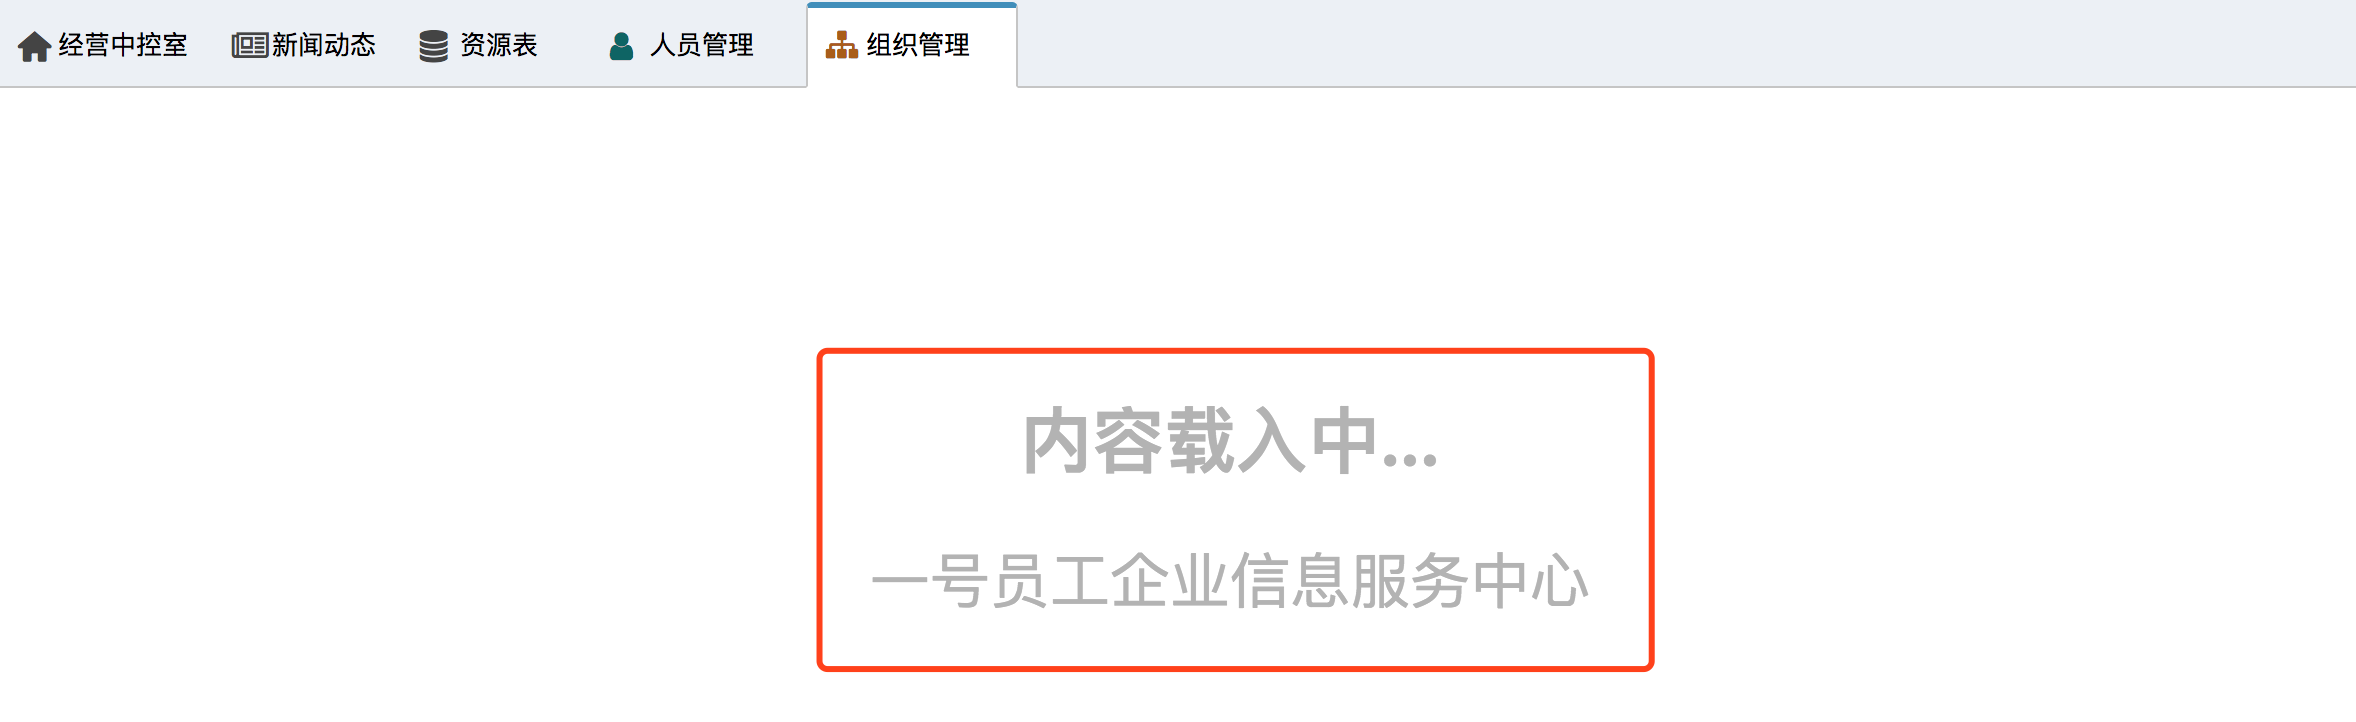 经营中控室 新闻动态 资源表 人员管理 组织管理
内容载入中...
一号员工企业信息服务中心